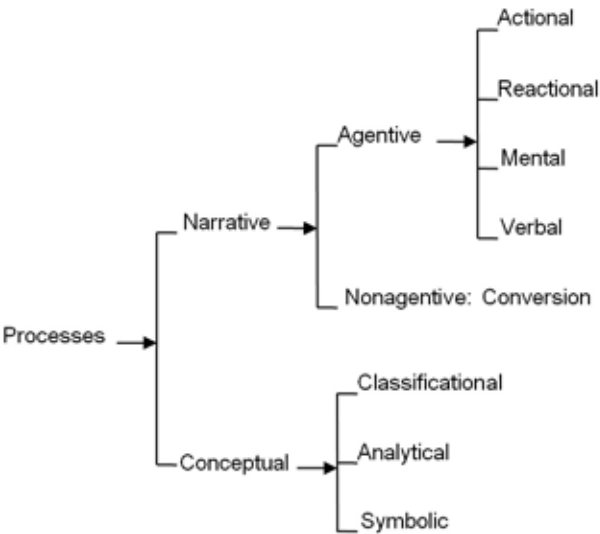 Actional
Reactional
Agentive
Mental
Verbal
Narrative
Nonagentive: Conversion
Processes
Classificational
Analytical
Conceptual
Symbolic